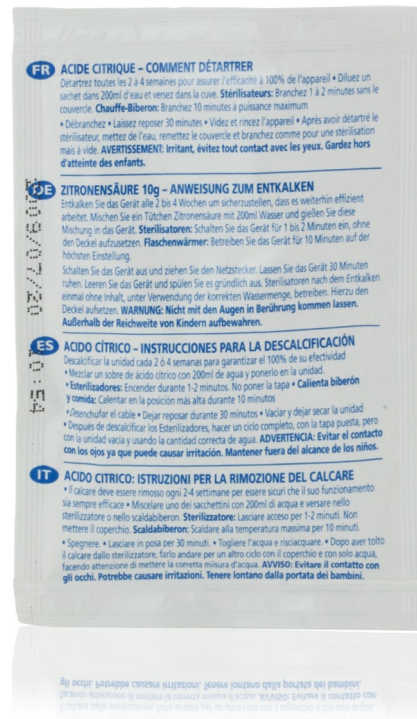 FR ACIDE CITRIQUE – COMMENT DÉTARTRER
Détartrez toutes les 2 à 4 semaines pour assurer l'efficacité à 100% de l'appareil • Diluez un
sachet dans 200ml d'eau et versez dans la cuve. Stérilisateurs: Branchez 1 à 2 minutes sans le
couvercle. Chauffe-Biberon: Branchez 10 minutes à puissance maximum
• Débranchez • Laissez reposer 30 minutes • Videz et rincez l'appareil • Après avoir détartré le
stérilisateur, mettez de l'eau, remettez le couvercle et branchez comme pour une stérilisation
mais à vide. AVERTISSEMENT: Irritant, évitez tout contact avec les yeux. Gardez hors
d'atteinte des enfants.
DE ZITRONENSÄURE 10g – ANWEISUNG ZUM ENTKALKEN
Entkalken Sie das Gerät alle 2 bis 4 Wochen um sicherzustellen, dass es weiterhin effizient
arbeitet. Mischen Sie ein Tütchen Zitronensäure mit 200ml Wasser und gießen Sie diese
Mischung in das Gerät. Sterilisatoren: Schalten Sie das Gerät für 1 bis 2 Minuten ein, ohne
den Deckel aufzusetzen. Flaschenwärmer: Betreiben Sie das Gerät für 10 Minuten auf der
höchsten Einstellung.
Schalten Sie das Gerät aus und ziehen Sie den Netzstecker. Lassen Sie das Gerät 30 Minuten
ruhen. Leeren Sie das Gerät und spülen Sie es gründlich aus. Sterilisatoren nach dem Entkalken
einmal ohne Inhalt, unter Verwendung der korrekten Wassermenge, betreiben. Hierzu den
Deckel aufsetzen. WARNUNG: Nicht mit den Augen in Berührung kommen lassen.
Außerhalb der Reichweite von Kindern aufbewahren.
ES ACIDO CÍTRICO – INSTRUCCIONES PARA LA DESCALCIFICACIÓN
Descalcificar la unidad cada 2 ó 4 semanas para garantizar el 100% de su efectividad
• Mezclar un sobre de ácido cítrico con 200ml de agua y ponerlo en la unidad.
• Esterilizadores: Encender durante 1-2 minutos. No poner la tapa • Calienta biberón
y comida: Calentar en la posición más alta durante 10 minutos
• Desenchufar el cable • Dejar reposar durante 30 minutos • Vaciar y dejar secar la unidad
• Después de descalcificar los Esterilizadores, hacer un ciclo completo, con la tapa puesta, pero
con la unidad vacia y usando la cantidad correcta de agua. ADVERTENCIA: Evitar el contacto
con los ojos ya que puede causar irritación. Mantener fuera del alcance de los niños.
IT ACIDO CITRICO: ISTRUZIONI PER LA RIMOZIONE DEL CALCARE
• Il calcare deve essere rimosso ogni 2-4 settimane per essere sicuri che il suo funzionamento
sia sempre efficace • Miscelare uno dei sacchettini con 200ml di acqua e versare nello
sterilizzatore o nello scaldabiberon. Sterilizzatore: Lasciare acceso per 1-2 minuti. Non
mettere il coperchio. Scaldabiberon: Scaldare alla temperatura massima per 10 minuti.
• Spegnere. • Lasciare in posa per 30 minuti. • Togliere l'acqua e risciacquare. • Dopo aver tolto
il calcare dallo sterilizzatore, farlo andare per un altro ciclo con il coperchio e con solo acqua,
facendo attenzione di mettere la corretta misura d'acqua. AVVISO: Evitare il contatto con
gli occhi. Potrebbe causare irritazioni. Tenere lontano dalla portata dei bambini.